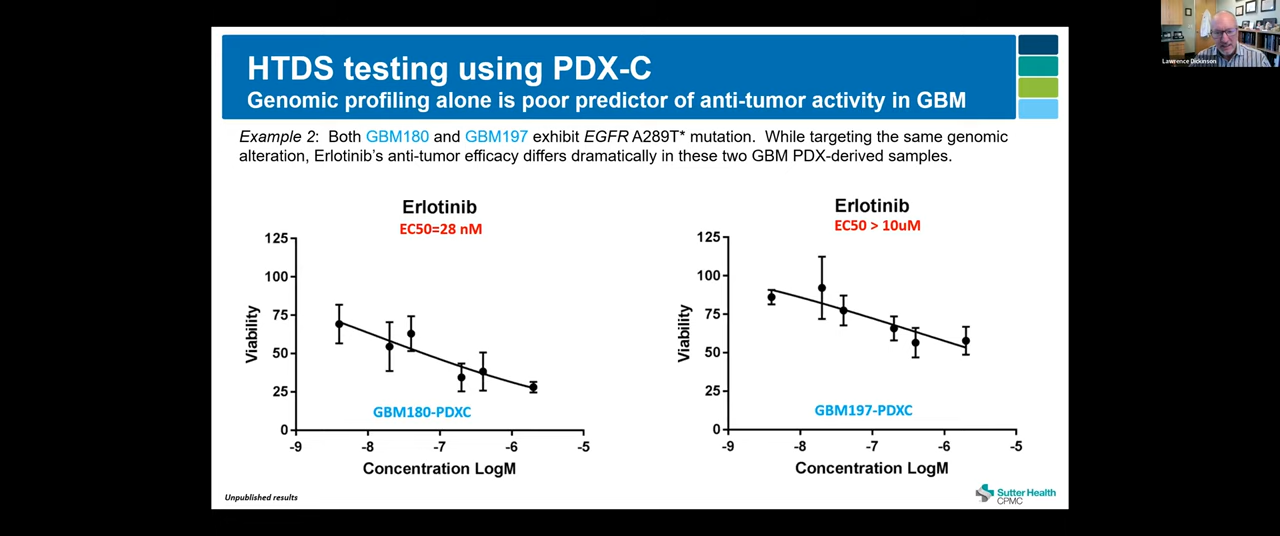 HTDS testing using PDX-C
Genomic profiling alone is poor predictor of anti-tumor activity in GBM
Example 2: Both GBM180 and GBM197 exhibit EGFR A289T* mutation. While targeting the same genomic
alteration, Erlotinib's anti-tumor efficacy differs dramatically in these two GBM PDX-derived samples.
Erlotinib
EC50=28 nM
125
100
75
50
25
0
Viability
GBM180-PDXC
-9 -8 -7 -6 -5
Concentration LogM
Erlotinib
EC50 > 10uM
125
100
75
50
25
0
Viability
GBM197-PDXC
-9 -8 -7 -6 -5
Concentration LogM
Unpublished results
Sutter Health
CPMC
Lawrence Dickinson